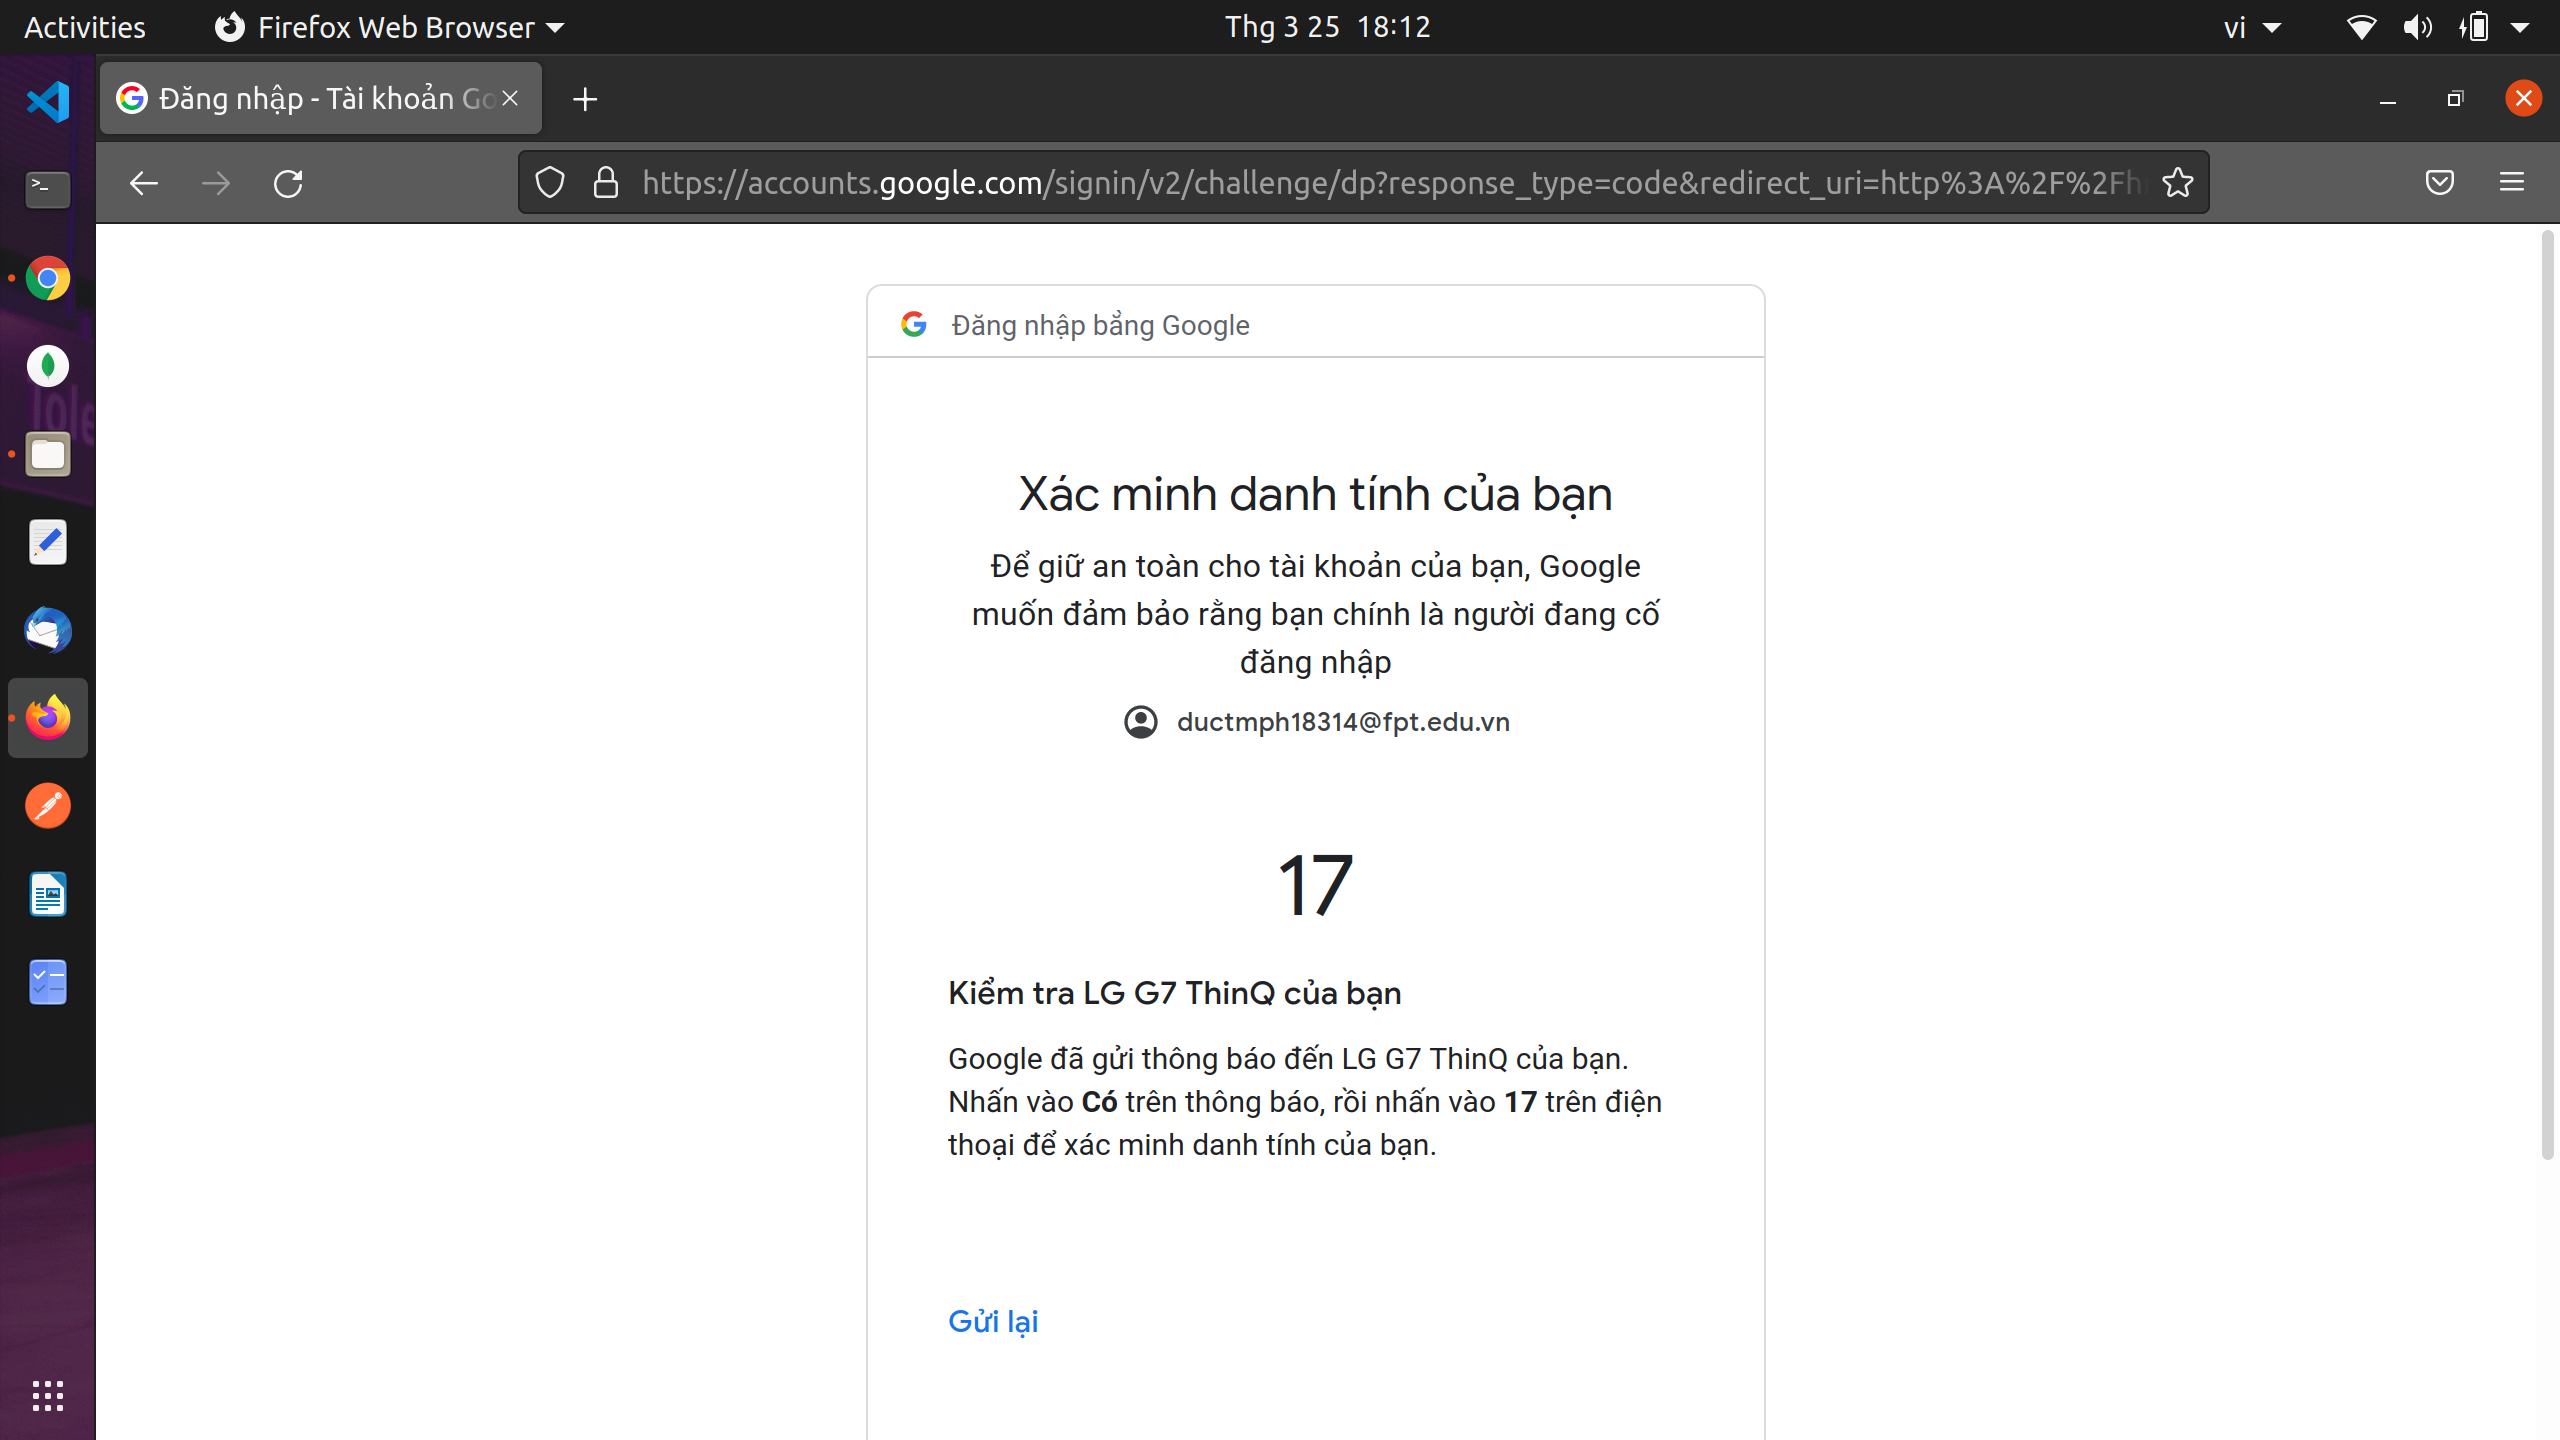 Activities
Firefox Web Browser
Thg 3 25 18:12
vi
Đăng nhập - Tài khoản Go
https://accounts.google.com/signin/v2/challenge/dp?response_type=code&redirect_uri=http%3A%2F%2Fh
Đăng nhập bằng Google
Xác minh danh tính của bạn
Để giữ an toàn cho tài khoản của bạn, Google
muốn đảm bảo rằng bạn chính là người đang cố
đăng nhập
ductmph18314@fpt.edu.vn
17
Kiểm tra LG G7 ThinQ của bạn
Google đã gửi thông báo đến LG G7 ThinQ của bạn.
Nhấn vào Có trên thông báo, rồi nhấn vào 17 trên điện
thoại để xác minh danh tính của bạn.
Gửi lại